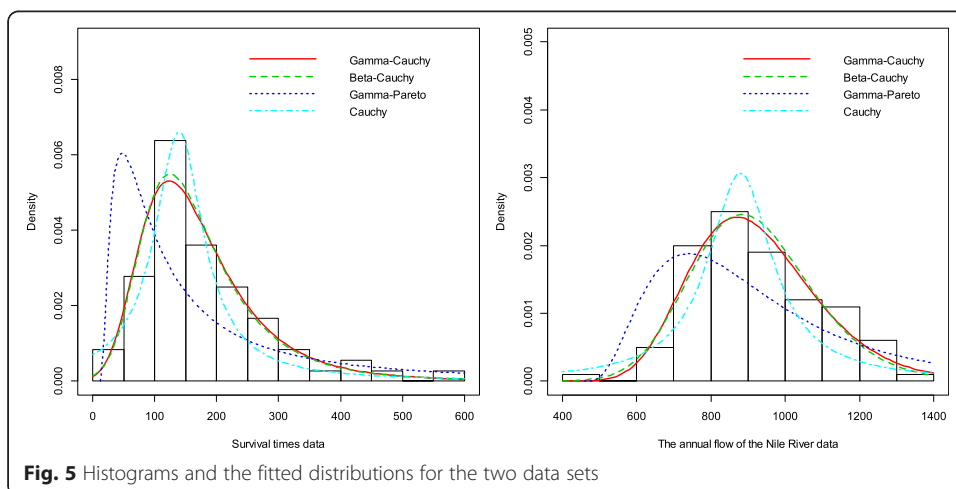 0.000 0.002 0.004 0.006 0.008
Density
Gamma-Cauchy
Beta-Cauchy
Gamma-Pareto
Cauchy
0 100 200 300 400 500 600
Survival times data
0.000 0.001 0.002 0.003 0.004 0.005
Density
Gamma-Cauchy
Beta-Cauchy
Gamma-Pareto
Cauchy
400 600 800 1000 1200 1400
The annual flow of the Nile River data
Fig. 5 Histograms and the fitted distributions for the two data sets